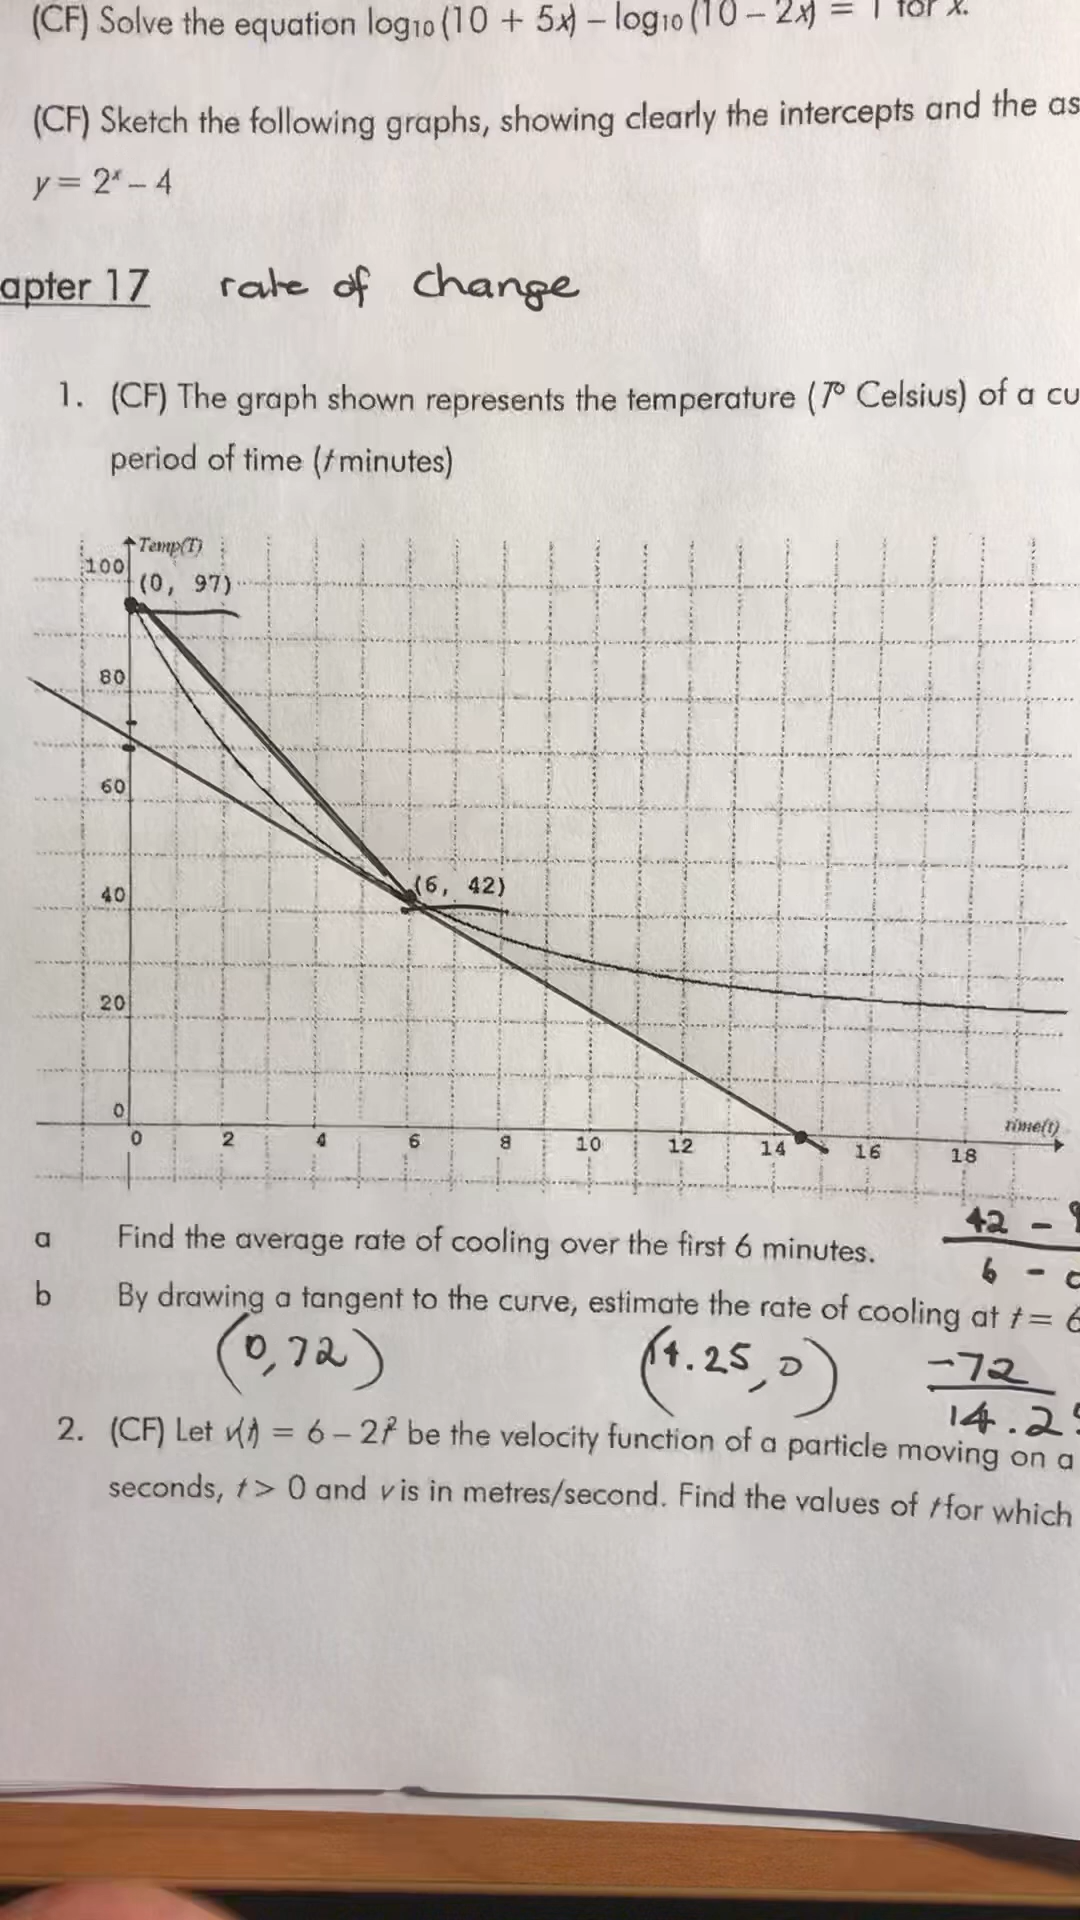 (CF) Solve the equation log₁₀ (10 + 5x) – log₁₀ (10 – 2x) = 1 for x.
(CF) Sketch the following graphs, showing clearly the intercepts and the as
y = 2ˣ – 4
apter 17 rate of change
1. (CF) The graph shown represents the temperature (T° Celsius) of a cu
period of time (t minutes)
Temp(T)
100
(0, 97)
80
60
40
(6, 42)
20
0
time(t)
0 2 4 6 8 10 12 14 16 18
42 -
a Find the average rate of cooling over the first 6 minutes.
6 -
b By drawing a tangent to the curve, estimate the rate of cooling at t = 6
(0,72) (14.25,0) -72
14.25
2. (CF) Let v(t) = 6 – 2t² be the velocity function of a particle moving on a
seconds, t > 0 and v is in metres/second. Find the values of t for which